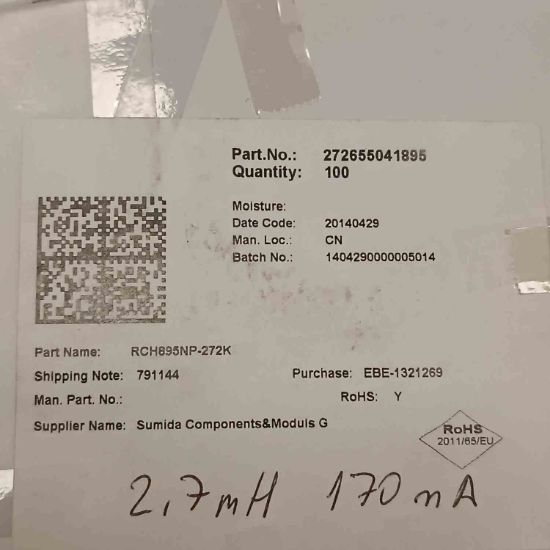 Part.No.: 272655041895
Quantity: 100
Moisture:
Date Code: 20140429
Man. Loc.: CN
Batch No.: 1404290000005014
Part Name: RCH895NP-272K
Shipping Note: 791144
Purchase: EBE-1321269
Man. Part. No.:
RoHS: Y
Supplier Name: Sumida Components&Moduls G
RoHS
2011/65/EU
2,7mH 170mA